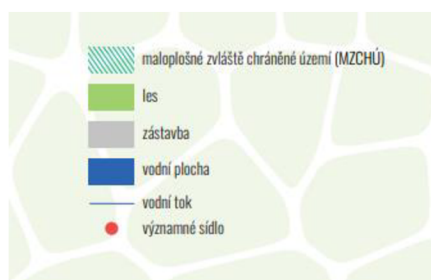 maloplošné zvláště chráněné území (MZCHÚ)
les
zástavba
vodní plocha
vodní tok
významné sídlo